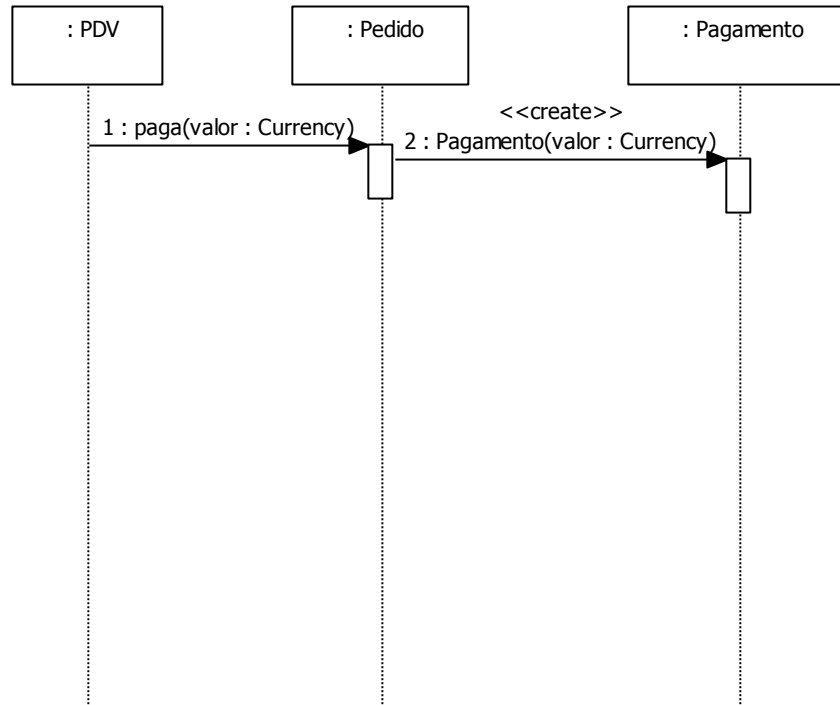 : PDV
: Pedido
: Pagamento
1 : paga(valor : Currency)
<<create>>
2 : Pagamento(valor : Currency)